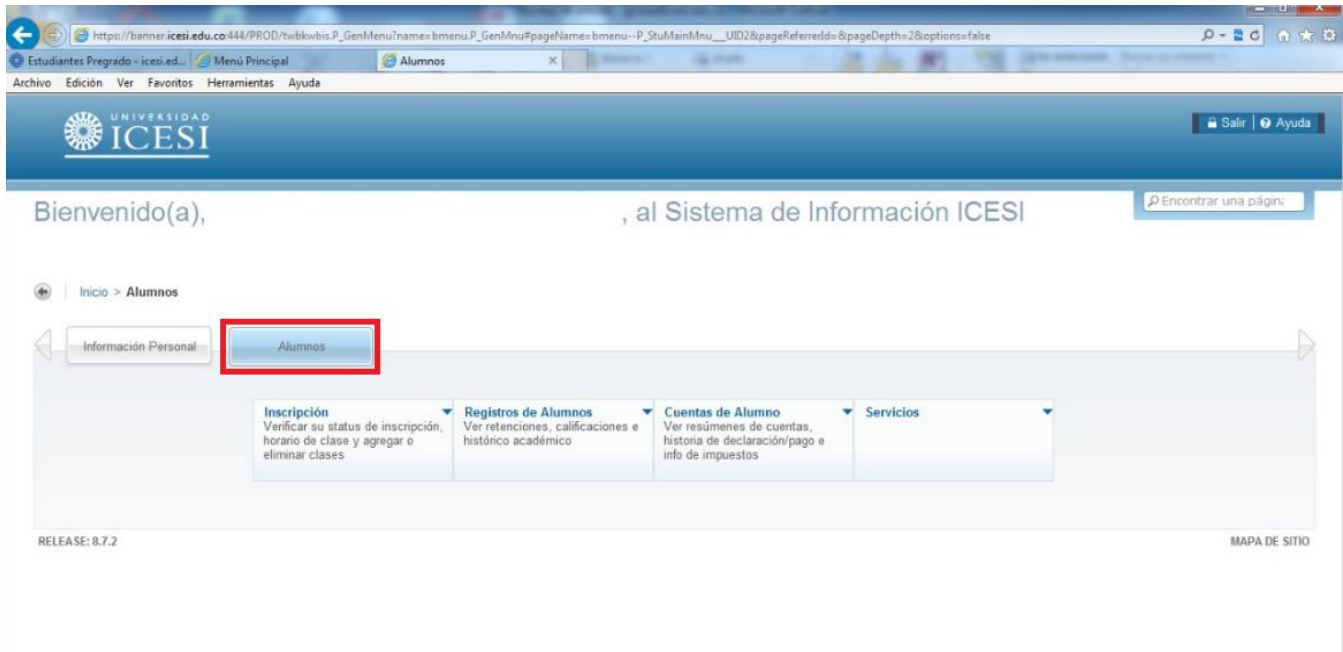 https://banner.icesi.edu.co:444/PROD/twbkwbis.P_GenMenu?name=bmenu.P_GenMnu#pageName=bmenu--P_StuMainMnu__UID2&pageReferrerId=&pageDepth=2&options=false
Estudiantes Pregrado - icesi.ed... Menú Principal Alumnos
Archivo Edición Ver Favoritos Herramientas Ayuda
UNIVERSIDAD
ICESI
Salir | Ayuda
Bienvenido(a), , al Sistema de Información ICESI
Encontrar una página
Inicio > Alumnos
Información Personal
Alumnos
Inscripción
Verificar su status de inscripción,
horario de clase y agregar o
eliminar clases
Registros de Alumnos
Ver retenciones, calificaciones e
histórico académico
Cuentas de Alumno
Ver resúmenes de cuentas,
historia de declaración/pago e
info de impuestos
Servicios
RELEASE: 8.7.2
MAPA DE SITIO